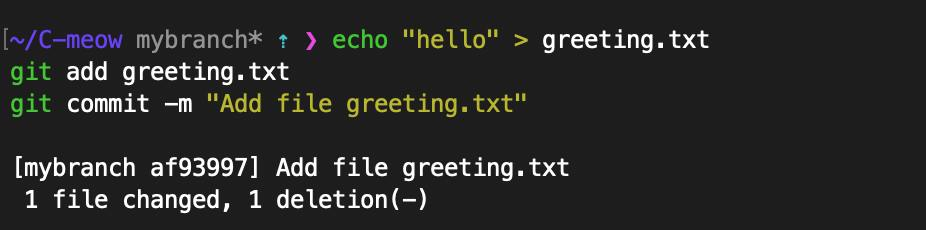 [~/C-meow mybranch* ⇡ ❯ echo "hello" > greeting.txt
git add greeting.txt
git commit -m "Add file greeting.txt"
[mybranch af93997] Add file greeting.txt
1 file changed, 1 deletion(-)